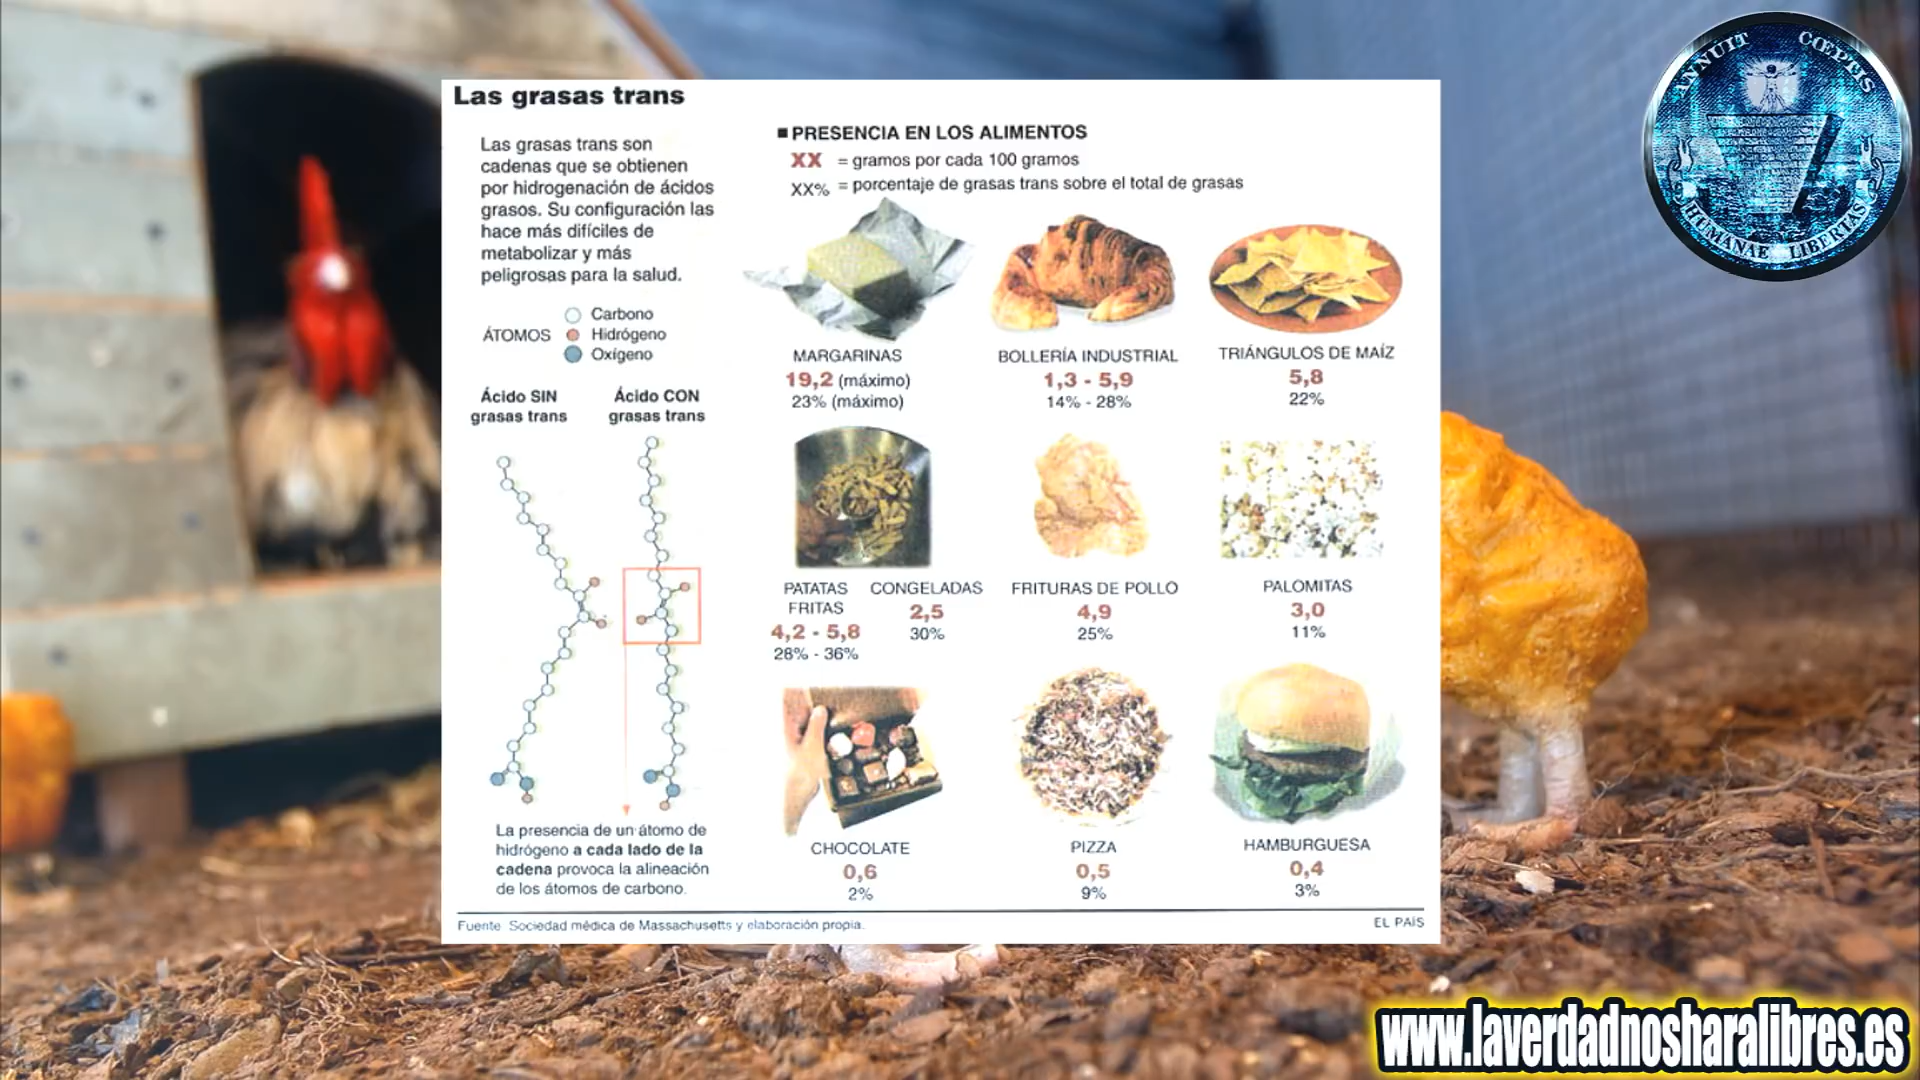 Las grasas trans
Las grasas trans son
cadenas que se obtienen
por hidrogenación de ácidos
grasos. Su configuración las
hace más difíciles de
metabolizar y más
peligrosas para la salud.
ÁTOMOS
Carbono
Hidrógeno
Oxígeno
Ácido SIN
grasas trans
Ácido CON
grasas trans
La presencia de un átomo de
hidrógeno a cada lado de la
cadena provoca la alineación
de los átomos de carbono.
PRESENCIA EN LOS ALIMENTOS
XX = gramos por cada 100 gramos
XX% = porcentaje de grasas trans sobre el total de grasas
MARGARINAS
19,2 (máximo)
23% (máximo)
BOLLERÍA INDUSTRIAL
1,3 - 5,9
14% - 28%
TRIÁNGULOS DE MAÍZ
5,8
22%
PATATAS
FRITAS
4,2 - 5,8
28% - 36%
CONGELADAS
2,5
30%
FRITURAS DE POLLO
4,9
25%
PALOMITAS
3,0
11%
CHOCOLATE
0,6
2%
PIZZA
0,5
9%
HAMBURGUESA
0,4
3%
Fuente: Sociedad médica de Massachusetts y elaboración propia.
EL PAÍS
ANNUIT CŒPTIS
HUMANAE LIBERTAS
www.laverdadnosharalibres.es